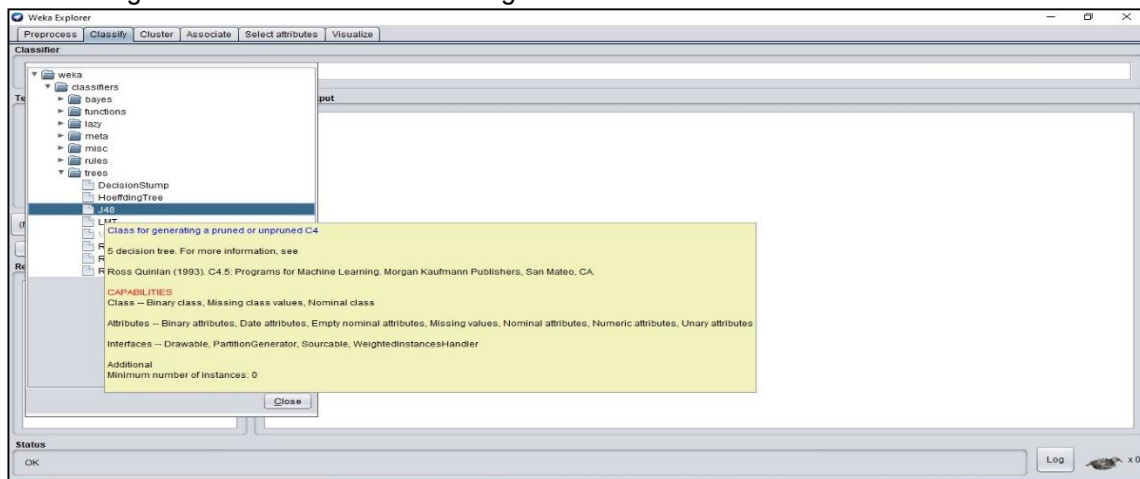 Weka Explorer
Preprocess Classify Cluster Associate Select attributes Visualize
Classifier
weka
classifiers
bayes
functions
lazy
meta
misc
rules
trees
DecisionStump
HoeffdingTree
J48
Class for generating a pruned or unpruned C4
5 decision tree. For more information, see
Ross Quinlan (1993). C4.5: Programs for Machine Learning. Morgan Kaufmann Publishers, San Mateo, CA.
CAPABILITIES
Class -- Binary class, Missing class values, Nominal class
Attributes -- Binary attributes, Date attributes, Empty nominal attributes, Missing values, Nominal attributes, Numeric attributes, Unary attributes
Interfaces -- Drawable, PartitionGenerator, Sourcable, WeightedInstancesHandler
Additional
Minimum number of instances: 0
Close
Status
OK
Log x 0